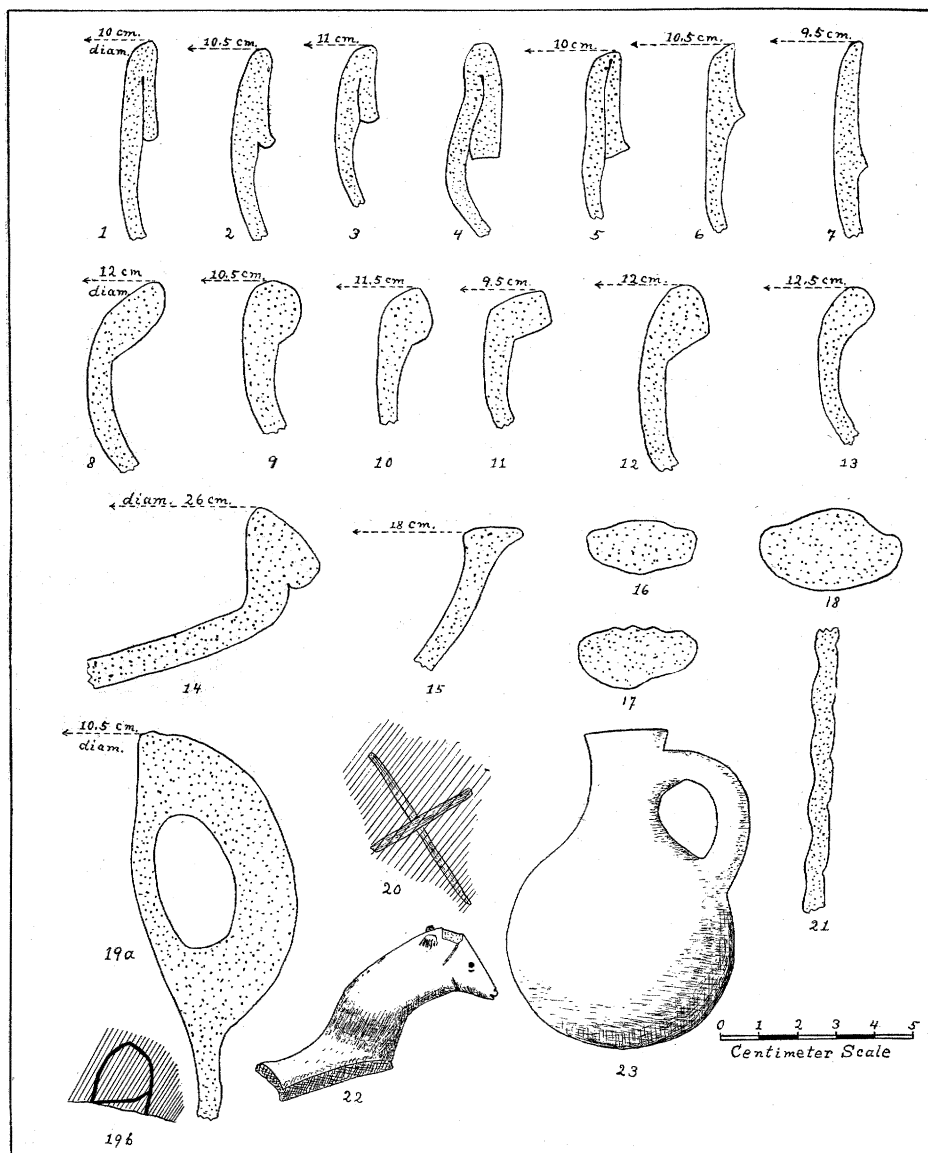 10 cm. 10.5 cm. 11 cm. 10 cm. 10.5 cm. 9.5 cm.
diam.
1 2 3 4 5 6 7
12 cm 10.5 cm. 11.5 cm. 9.5 cm. 12 cm. 12.5 cm.
diam.
8 9 10 11 12 13
diam. 26 cm. 18 cm.
14 15 16 18
17
10.5 cm.
diam.
20
19a 21
0 1 2 3 4 5
Centimeter Scale
22 23
19b